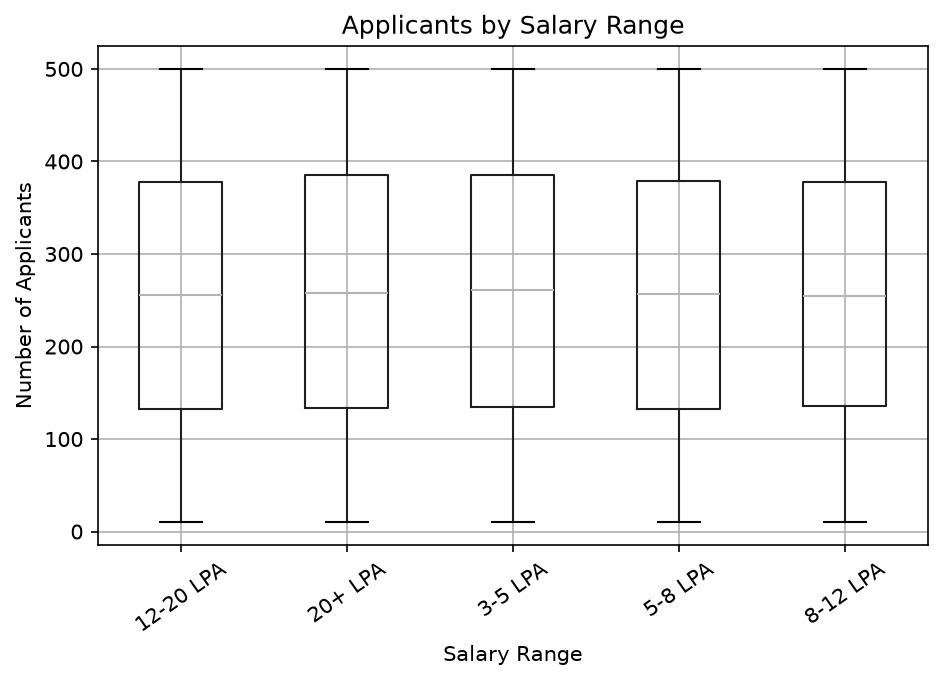 Applicants by Salary Range
Number of Applicants
500
400
300
200
100
0
12-20 LPA
20+ LPA
3-5 LPA
5-8 LPA
8-12 LPA
Salary Range